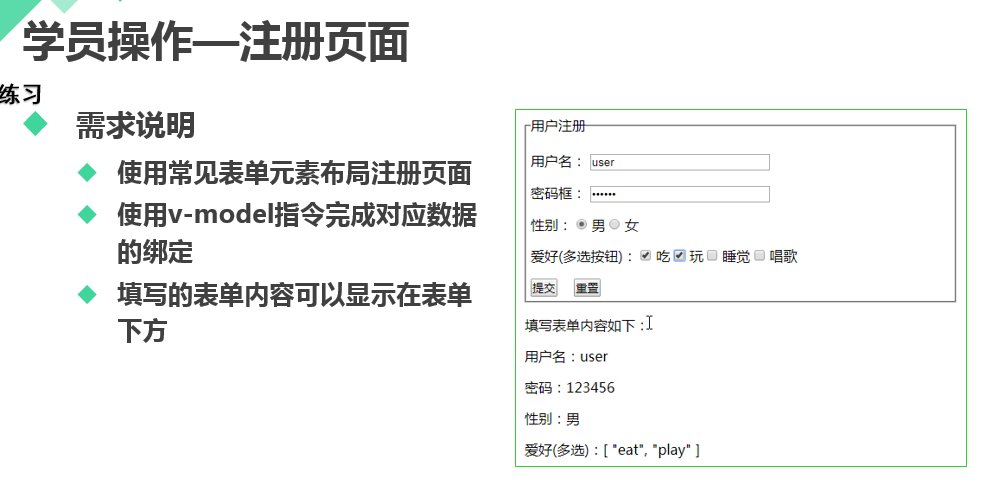 学员操作—注册页面
练习
需求说明
使用常见表单元素布局注册页面
使用v-model指令完成对应数据
的绑定
填写的表单内容可以显示在表单
下方
用户注册
用户名： user
密码框： ••••••
性别： 男 女
爱好(多选按钮)： 吃 玩 睡觉 唱歌
提交 重置
填写表单内容如下：
用户名：user
密码：123456
性别：男
爱好(多选)：[ "eat", "play" ]